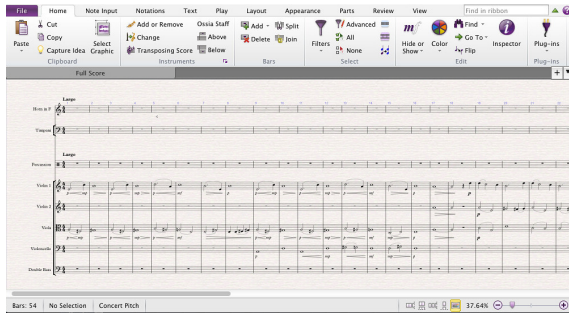 File Home Note Input Notations Text Play Layout Appearance Parts Review View Find in ribbon
Paste
Cut
Copy
Capture Idea
Select Graphic
Clipboard
Add or Remove
Change
Transposing Score
Ossia Staff
Above
Below
Instruments
Add
Split
Delete
Join
Bars
Filters
Advanced
All
None
Select
Hide or Show
Color
Find
Go To
Flip
Inspector
Edit
Plug-ins
Plug-ins
Full Score
Largo
Horn in F
Timpani
Largo
Percussion
Violin 1
Violin 2
Viola
Violoncello
Double Bass
Bars: 54 No Selection Concert Pitch 37.64%